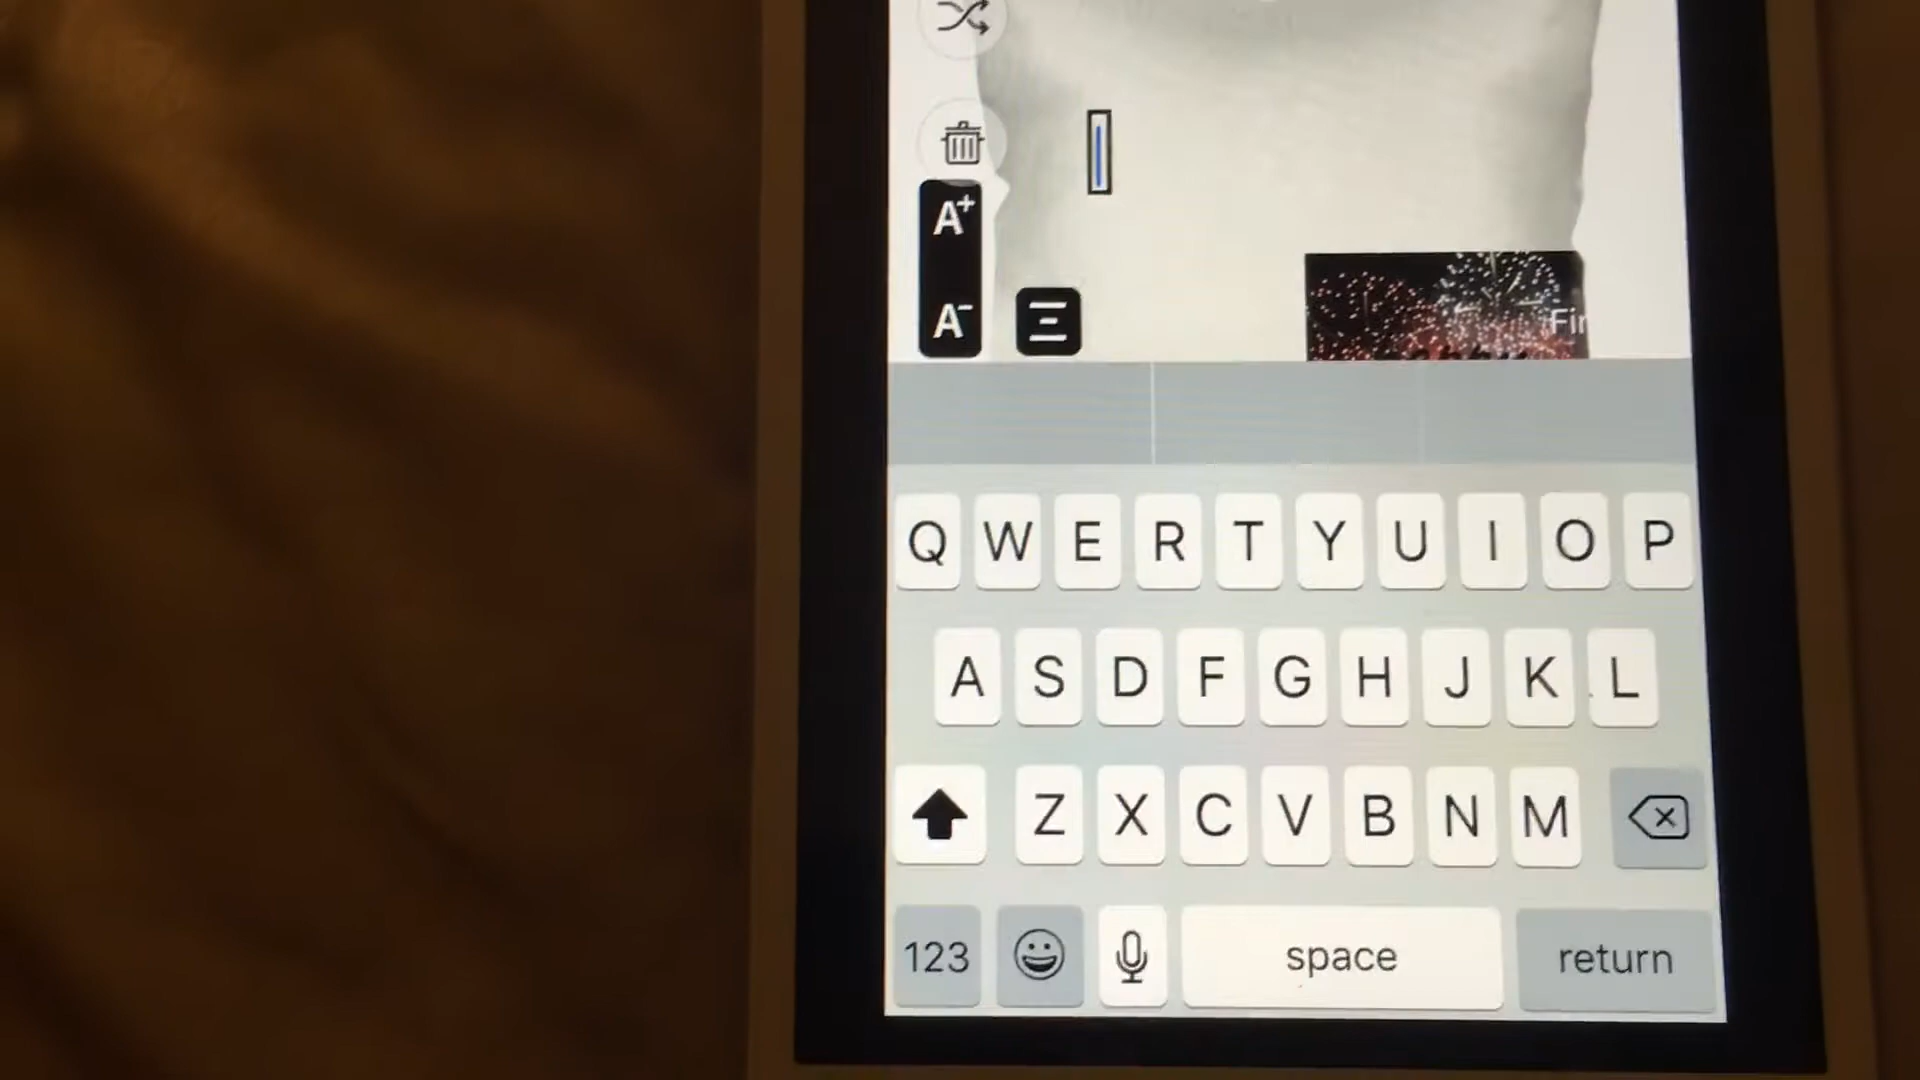 A+
A-
Fir
Q W E R T Y U I O P
A S D F G H J K L
Z X C V B N M
123 space return